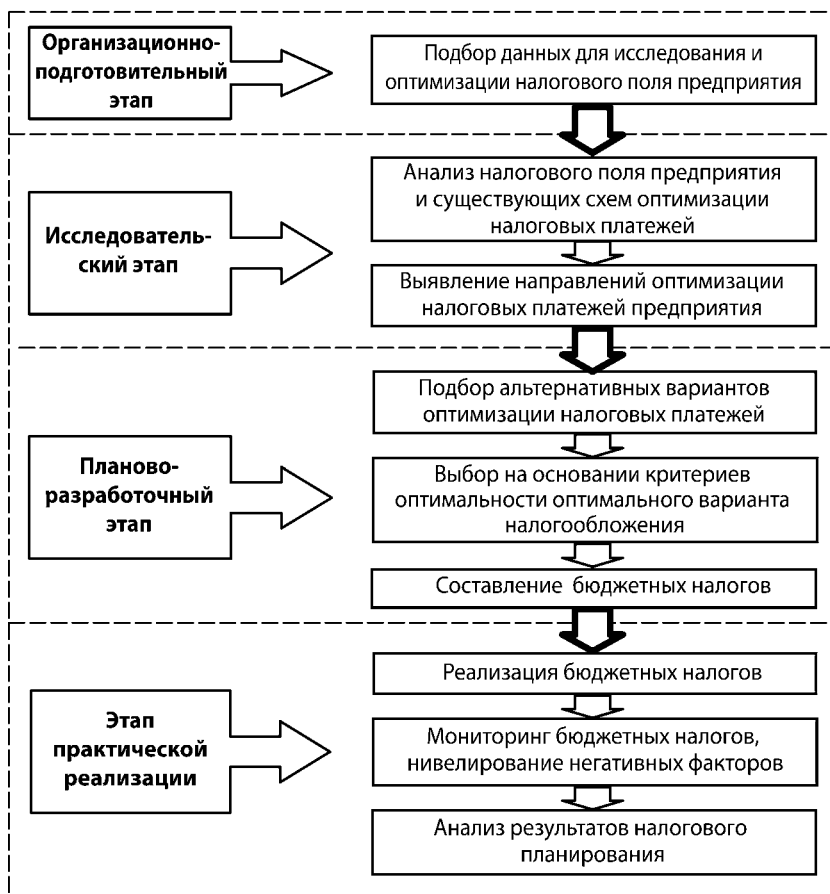 Организационно-
подготовительный
этап
Подбор данных для исследования и
оптимизации налогового поля предприятия
Исследователь-
ский этап
Анализ налогового поля предприятия
и существующих схем оптимизации
налоговых платежей
Выявление направлений оптимизации
налоговых платежей предприятия
Планово-
разработочный
этап
Подбор альтернативных вариантов
оптимизации налоговых платежей
Выбор на основании критериев
оптимальности оптимального варианта
налогообложения
Составление бюджетных налогов
Этап
практической
реализации
Реализация бюджетных налогов
Мониторинг бюджетных налогов,
нивелирование негативных факторов
Анализ результатов налогового
планирования